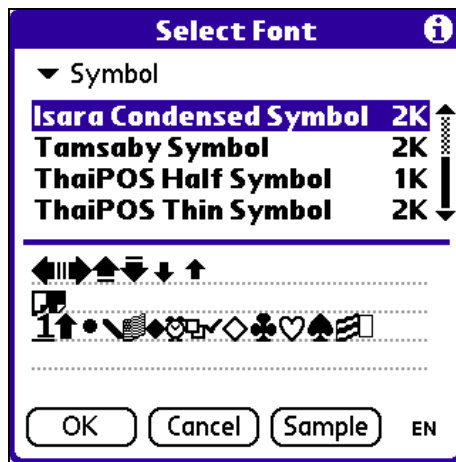 Select Font
Symbol
Isara Condensed Symbol 2K
Tamsaby Symbol 2K
ThaiPOS Half Symbol 1K
ThaiPOS Thin Symbol 2K
OK Cancel Sample EN